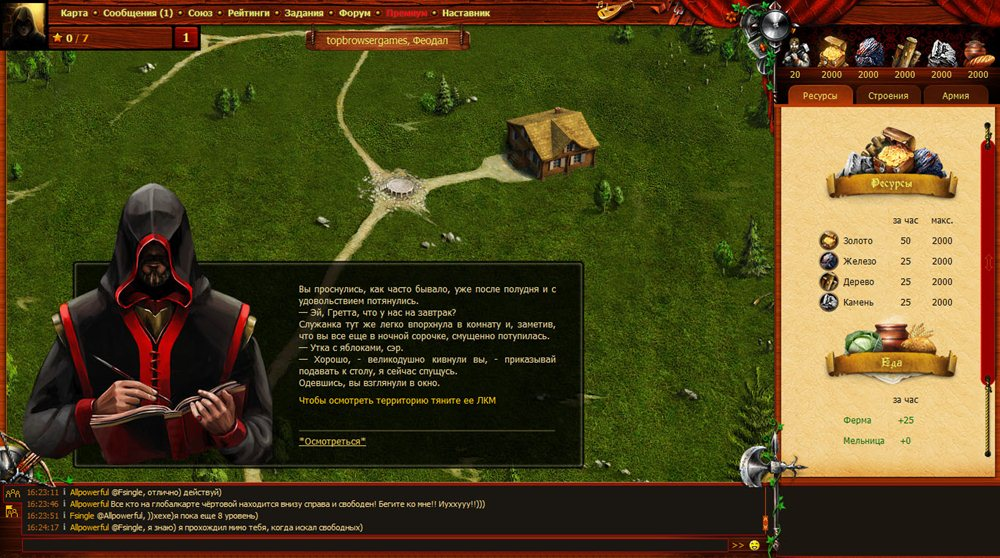 Карта • Сообщения (1) • Союз • Рейтинги • Задания • Форум • Премиум • Наставник
0 / 7
1
topbrowsergames, Феодал
20 2000 2000 2000 2000 2000
Ресурсы Строения Армия
Ресурсы
за час макс.
Золото 50 2000
Железо 25 2000
Дерево 25 2000
Камень 25 2000
Еда
за час
Ферма +25
Мельница +0
Вы проснулись, как часто бывало, уже после полудня и с
удовольствием потянулись.
— Эй, Гретта, что у нас на завтрак?
Служанка тут же легко впорхнула в комнату и, заметив,
что вы все еще в ночной сорочке, смущенно потупилась.
— Утка с яблоками, сэр.
— Хорошо, - великодушно кивнули вы, - приказывай
подавать к столу, я сейчас спущусь.
Одевшись, вы взглянули в окно.
Чтобы осмотреть территорию тяните ее ЛКМ
"Осмотреться"
16:23:11 i Allpowerful @Fsingle, отлично) действуй)
16:23:46 i Allpowerful Все кто на глобалкарте чёртовой находится внизу справа и свободен! Бегите ко мне!! Иуххууу!!)))
16:23:51 i Fsingle @Allpowerful, ))хехе)я пока еще 8 уровень)
16:24:17 i Allpowerful @Fsingle, я знаю) я прохождил мимо тебя, когда искал свободных)
>>